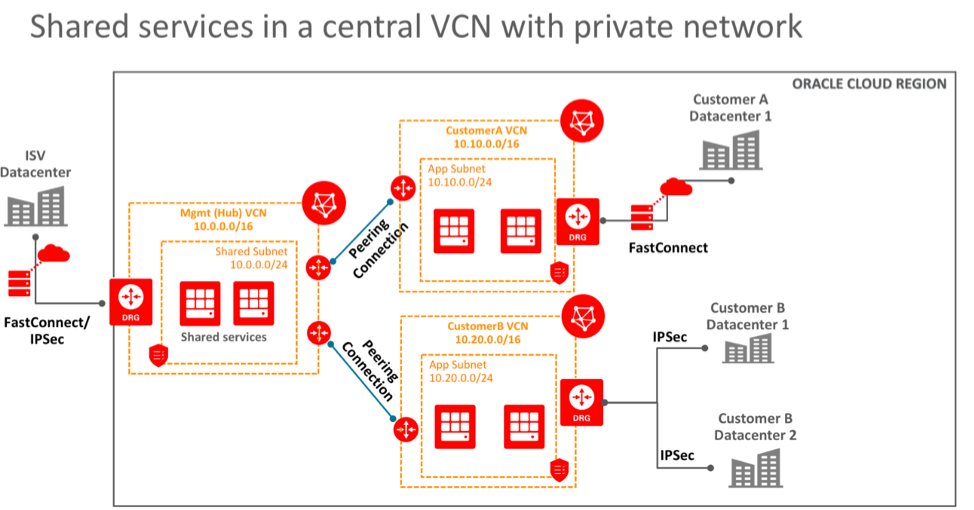 Shared services in a central VCN with private network
ORACLE CLOUD REGION
ISV
Datacenter
FastConnect/
IPSec
DRG
Mgmt (Hub) VCN
10.0.0.0/16
Shared Subnet
10.0.0.0/24
Shared services
Peering
Connection
Peering
Connection
CustomerA VCN
10.10.0.0/16
App Subnet
10.10.0.0/24
DRG
FastConnect
Customer A
Datacenter 1
CustomerB VCN
10.20.0.0/16
App Subnet
10.20.0.0/24
DRG
IPSec
Customer B
Datacenter 1
IPSec
Customer B
Datacenter 2